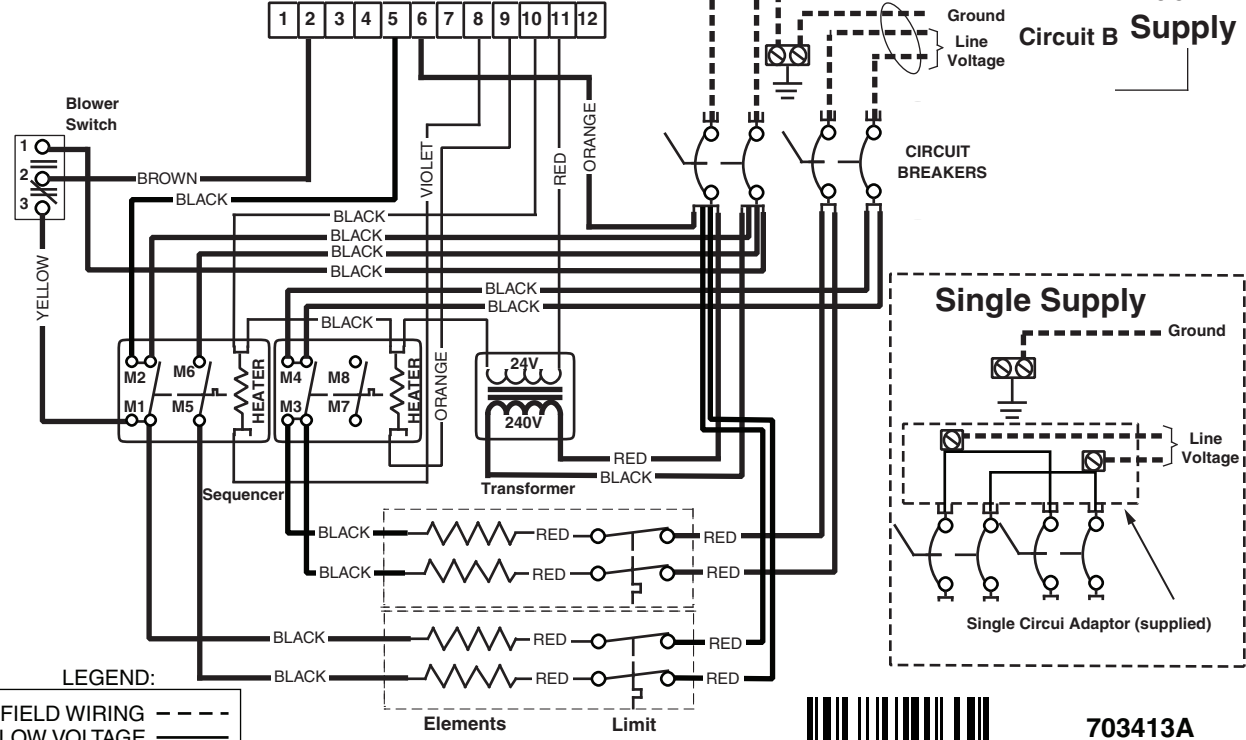 1 2 3 4 5 6 7 8 9 10 11 12
Ground
Line
Voltage
Circuit B
Supply
Blower
Switch
1
2
3
BROWN
BLACK
VIOLET
RED
ORANGE
CIRCUIT
BREAKERS
BLACK
BLACK
BLACK
BLACK
YELLOW
BLACK
BLACK
BLACK
Single Supply
Ground
M2
M6
M1
M5
HEATER
M4
M8
M3
M7
HEATER
ORANGE
24V
240V
Line
Voltage
RED
BLACK
Sequencer
Transformer
BLACK
RED
RED
BLACK
RED
RED
Single Circui Adaptor (supplied)
BLACK
RED
RED
BLACK
RED
RED
Elements
Limit
LEGEND:
FIELD WIRING
LOW VOLTAGE
703413A